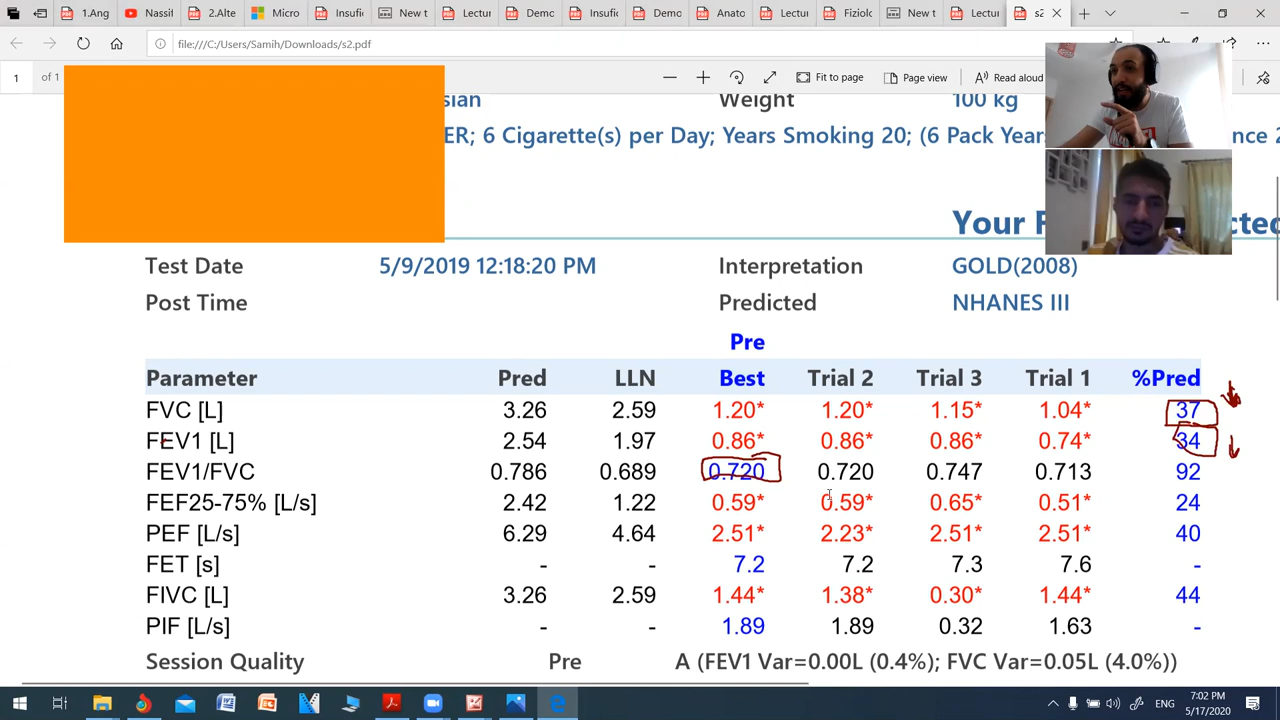 1.Ang
Nassi
2.Alte
Micro
Insufic
New t
Lectur
Demo
Insufic
Demo
Anato
Lectur
Fiziolo
New t
Lectur
s2
file:///C:/Users/Samih/Downloads/s2.pdf
1 of 1
Fit to page
Page view
Read aloud
sian Weight 100 kg
ER; 6 Cigarette(s) per Day; Years Smoking 20; (6 Pack Years
Your F cted
Test Date 5/9/2019 12:18:20 PM Interpretation GOLD(2008)
Post Time Predicted NHANES III
Pre
Parameter Pred LLN Best Trial 2 Trial 3 Trial 1 %Pred
FVC [L] 3.26 2.59 1.20* 1.20* 1.15* 1.04* 37
FEV1 [L] 2.54 1.97 0.86* 0.86* 0.86* 0.74* 34
FEV1/FVC 0.786 0.689 0.720 0.720 0.747 0.713 92
FEF25-75% [L/s] 2.42 1.22 0.59* 0.59* 0.65* 0.51* 24
PEF [L/s] 6.29 4.64 2.51* 2.23* 2.51* 2.51* 40
FET [s] - - 7.2 7.2 7.3 7.6 -
FIVC [L] 3.26 2.59 1.44* 1.38* 0.30* 1.44* 44
PIF [L/s] - - 1.89 1.89 0.32 1.63 -
Session Quality Pre A (FEV1 Var=0.00L (0.4%); FVC Var=0.05L (4.0%))
ENG
7:02 PM
5/17/2020